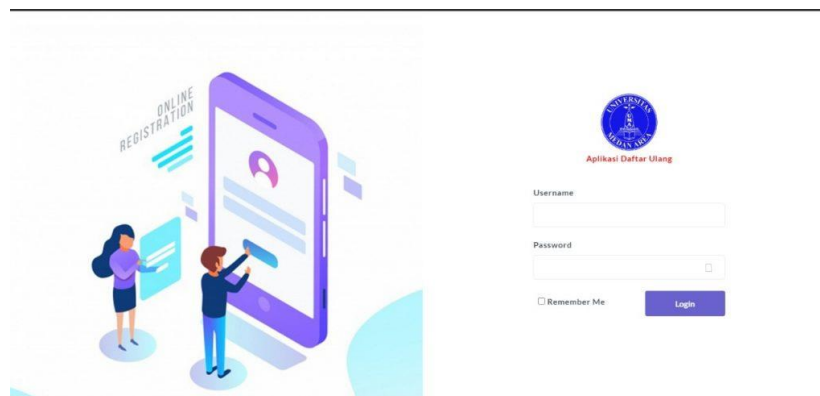 ONLINE
REGISTRATION
UNIVERSITAS
MEDAN AREA
Aplikasi Daftar Ulang
Username
Password
Remember Me
Login